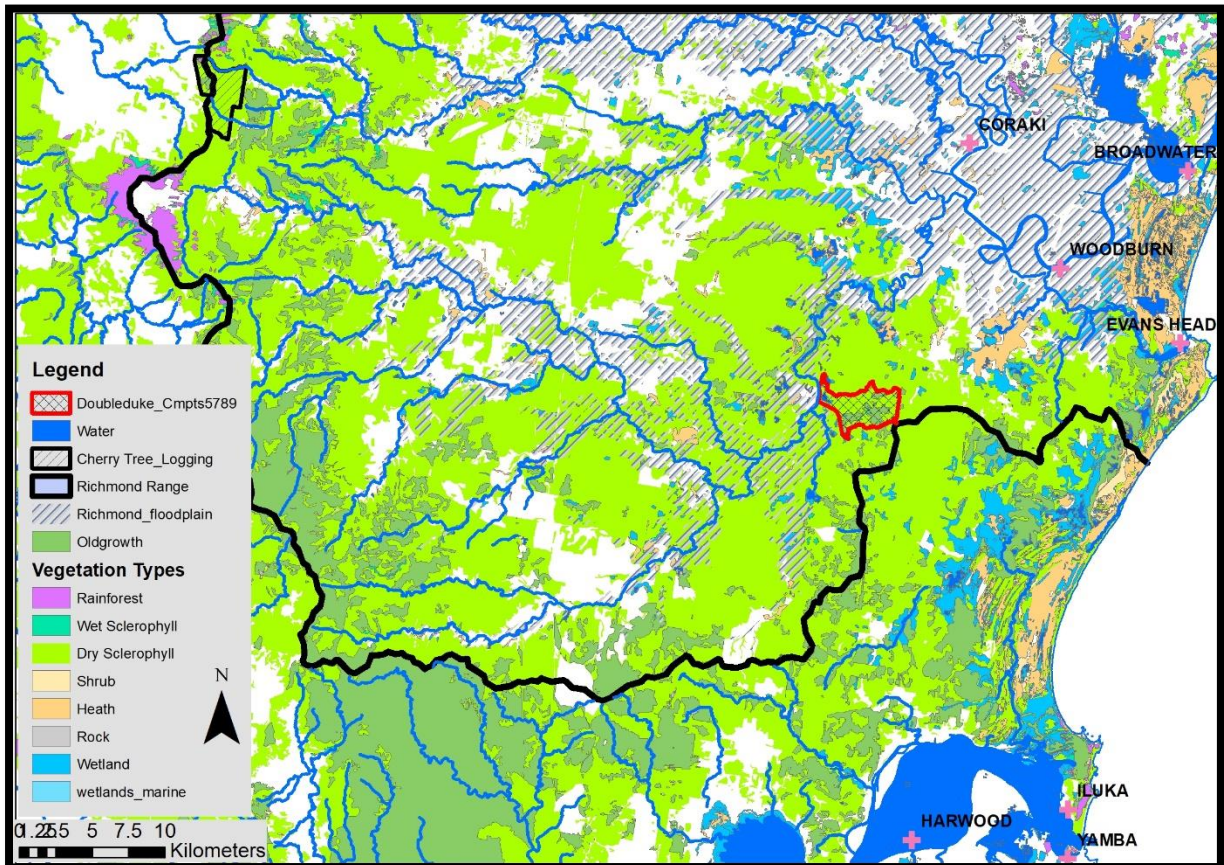 CORAKI
BROADWATER
WOODBURN
EVANS HEAD
Legend
Doubleduke_Cmpts5789
Water
Cherry Tree_Logging
Richmond Range
Richmond_floodplain
Oldgrowth
Vegetation Types
Rainforest
Wet Sclerophyll
Dry Sclerophyll
Shrub
Heath
Rock
Wetland
wetlands_marine
N
5 7.5 10
Kilometers
ILUKA
HARWOOD
YAMBA